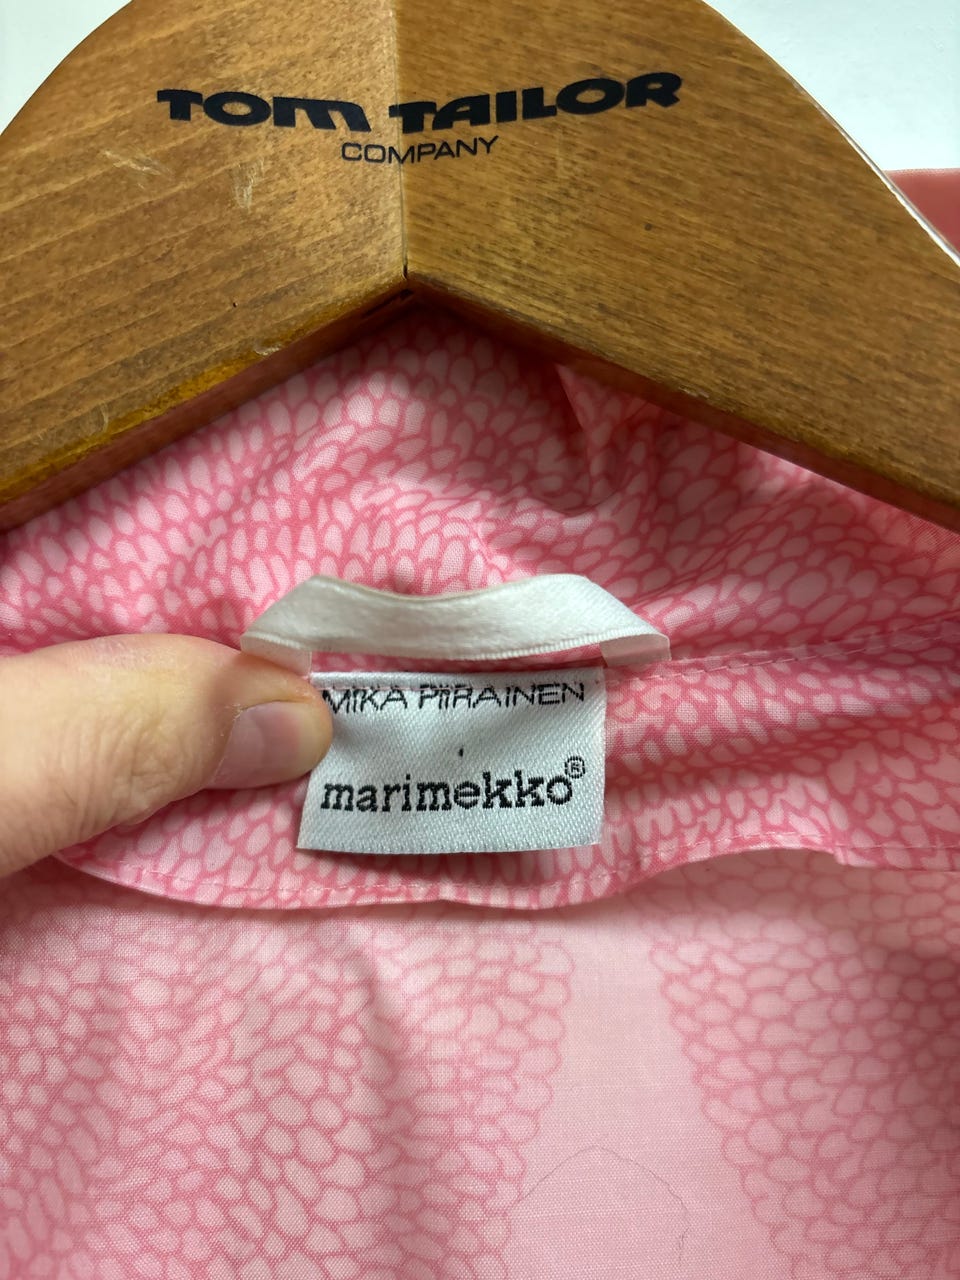 TOM TAILOR
COMPANY
MIKA PIIRAINEN
marimekko®